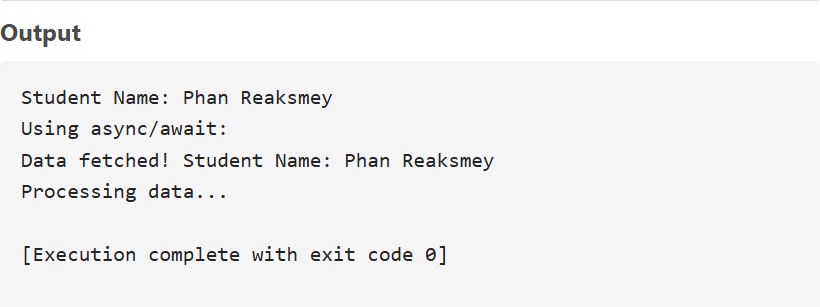 Output
Student Name: Phan Reaksmey
Using async/await:
Data fetched! Student Name: Phan Reaksmey
Processing data...
[Execution complete with exit code 0]